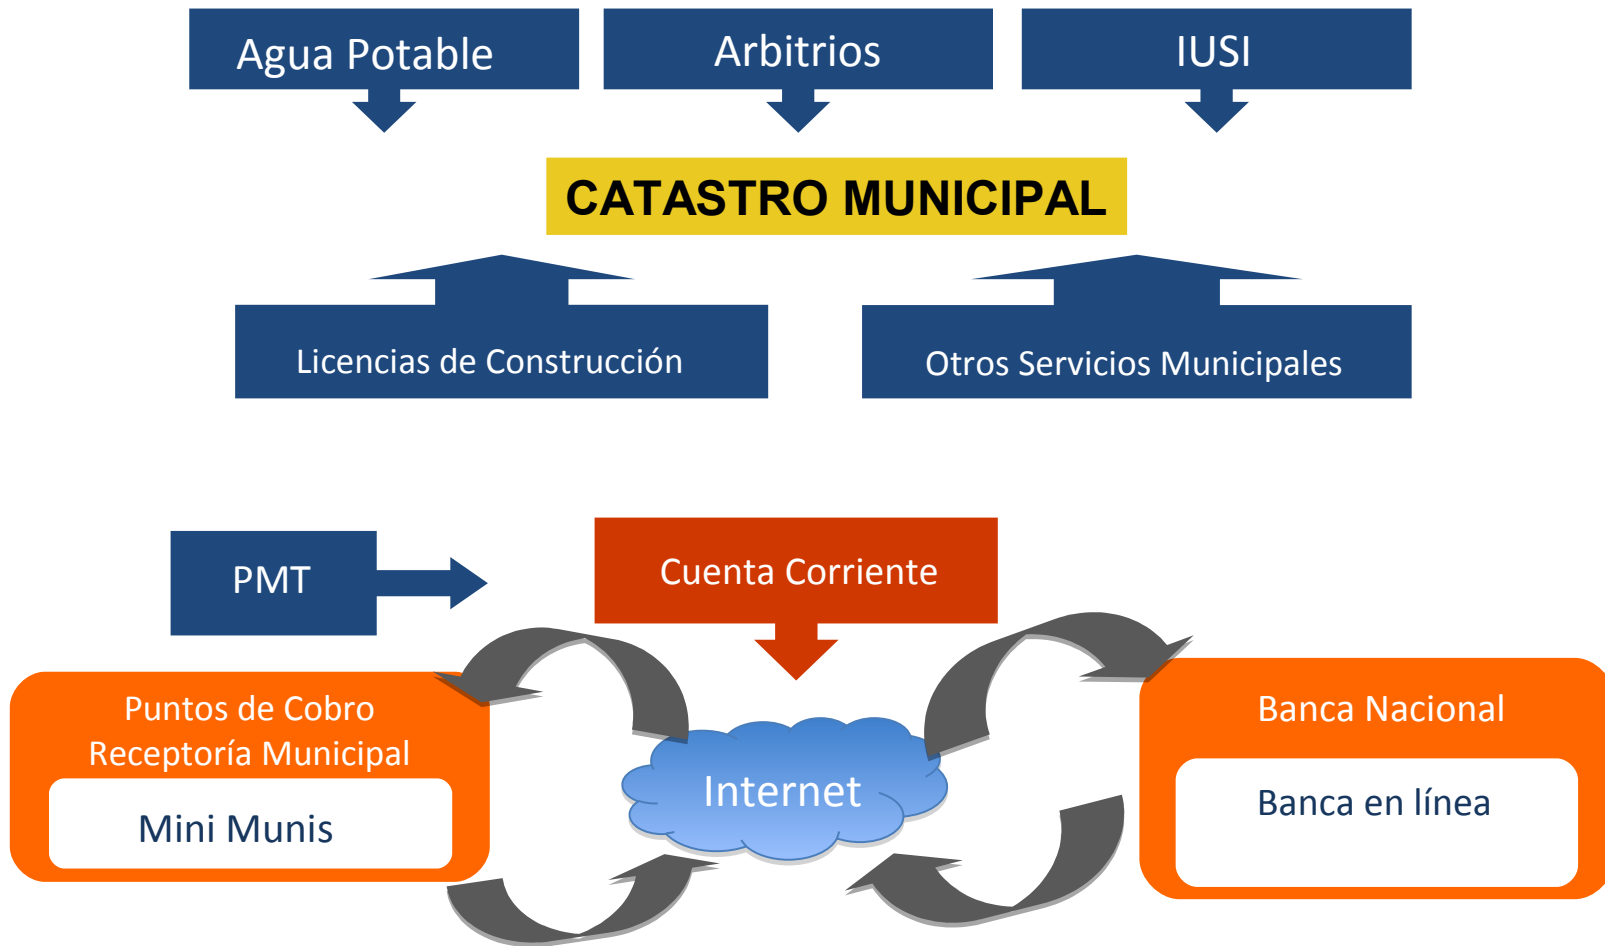 Agua Potable
Arbitrios
IUSI
CATASTRO MUNICIPAL
Licencias de Construcción
Otros Servicios Municipales
PMT
Cuenta Corriente
Puntos de Cobro
Receptoría Municipal
Mini Munis
Internet
Banca Nacional
Banca en línea